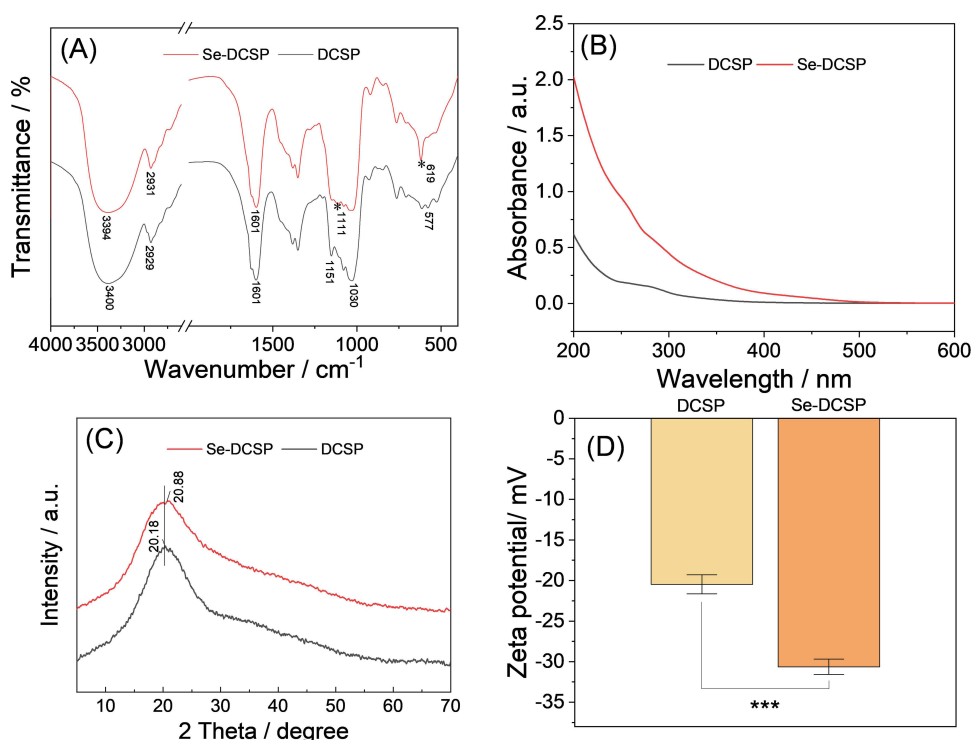 (A)
Se-DCSP
DCSP
Transmittance / %
3394
2931
3400
2929
1601
1601
*
1111
1151
1030
*
619
577
4000 3500 3000 1500 1000 500
Wavenumber / cm⁻¹
(B)
DCSP
Se-DCSP
Absorbance / a.u.
2.5
2.0
1.5
1.0
0.5
0.0
200 300 400 500 600
Wavelength / nm
(C)
Se-DCSP
DCSP
Intensity / a.u.
20.88
20.18
10 20 30 40 50 60 70
2 Theta / degree
(D)
DCSP
Se-DCSP
Zeta potential/ mV
0
-5
-10
-15
-20
-25
-30
-35
***